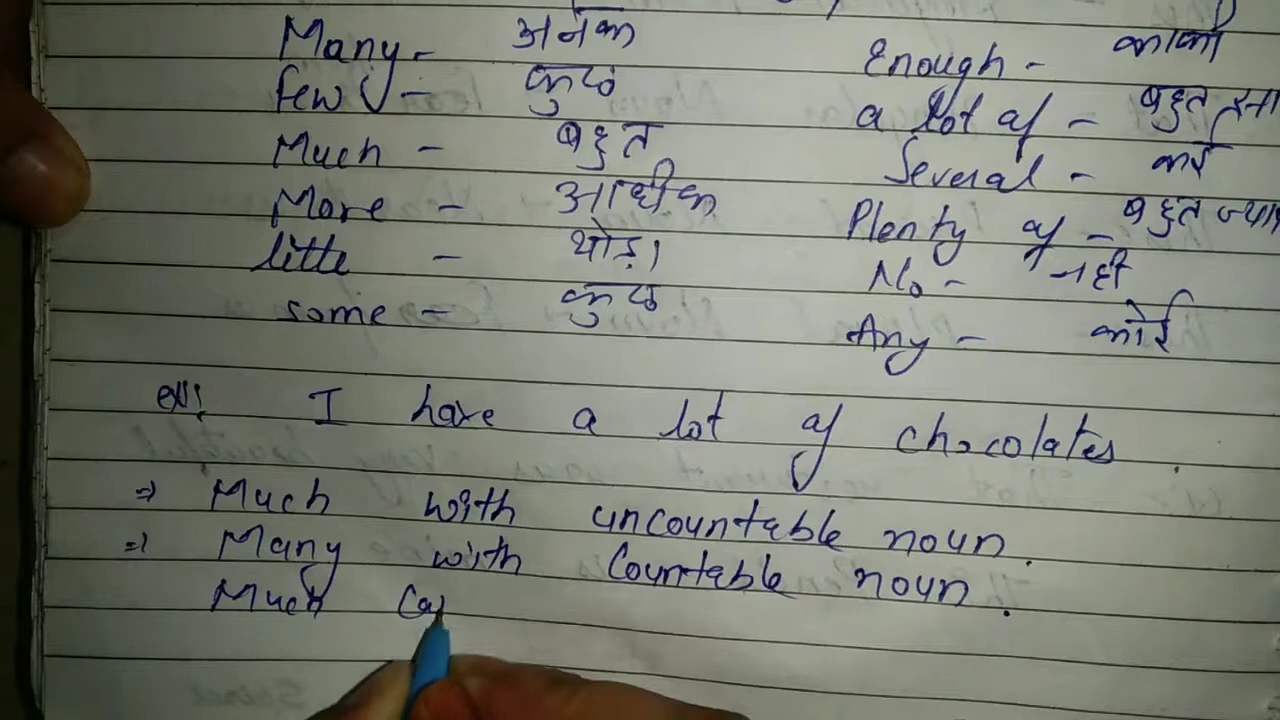 Many - अनेक
Enough - काफी
few - कुछ
a lot of - बहुत
Much - बहुत
Several - कई
More - आधीक
Plenty of - बहुत
little - थोड़ा
No - नही
some - कुछ
Any - कोई
ex: I have a lot of chocolates.
⇒ Much with uncountable noun.
⇒ Many with Countable noun.
Much